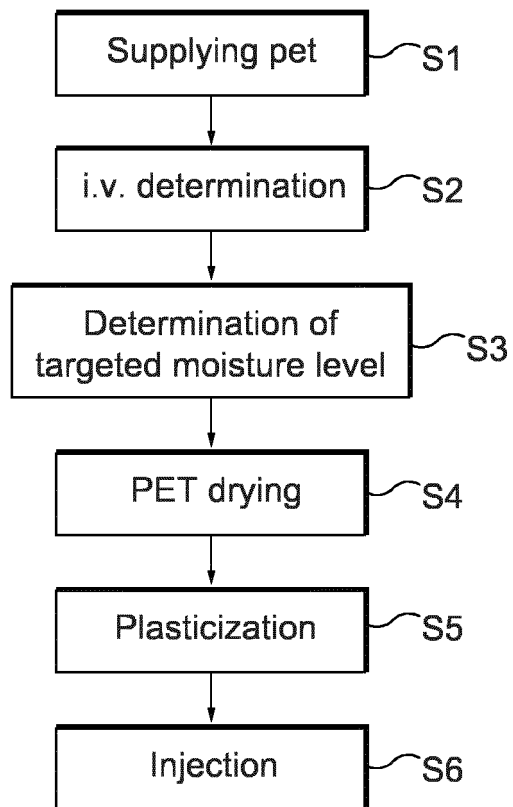 Supplying pet
S1
i.v. determination
S2
Determination of
targeted moisture level
S3
PET drying
S4
Plasticization
S5
Injection
S6